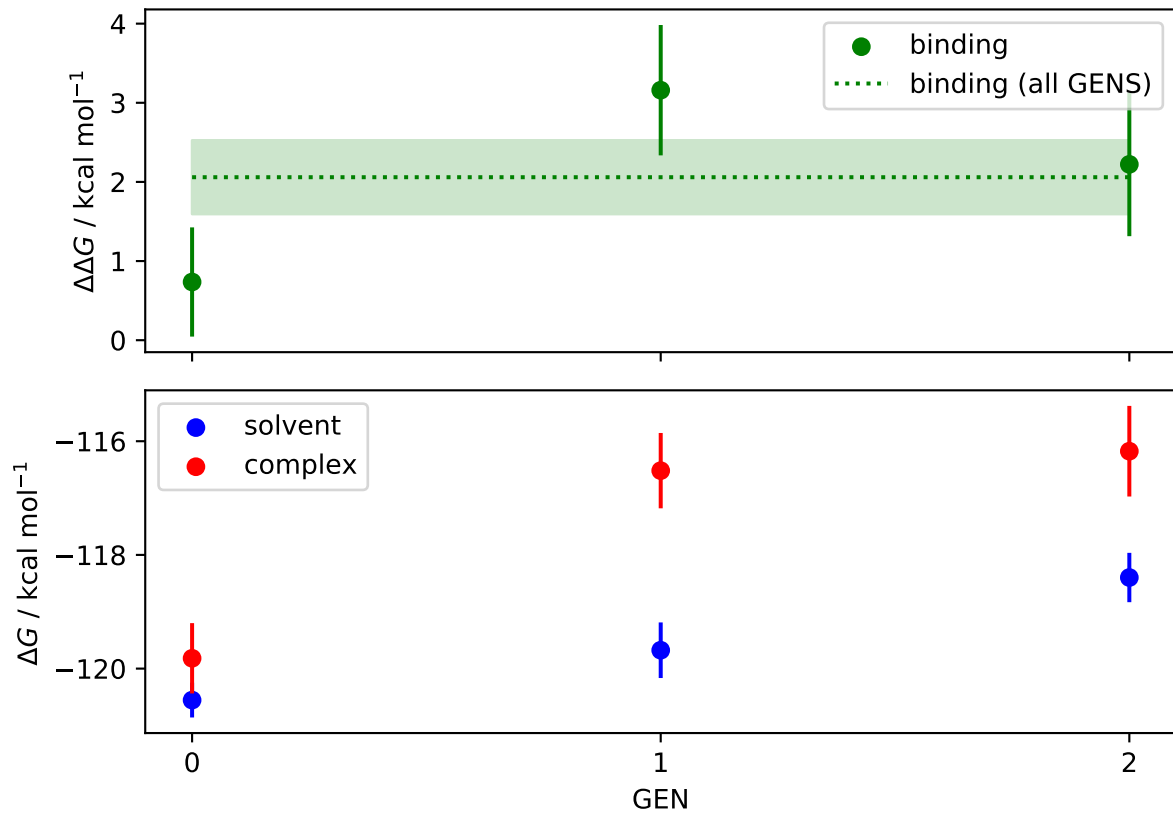 4
3
2
1
0
ΔΔG / kcal mol⁻¹
binding
binding (all GENS)
−116
−118
−120
ΔG / kcal mol⁻¹
solvent
complex
0 1 2
GEN